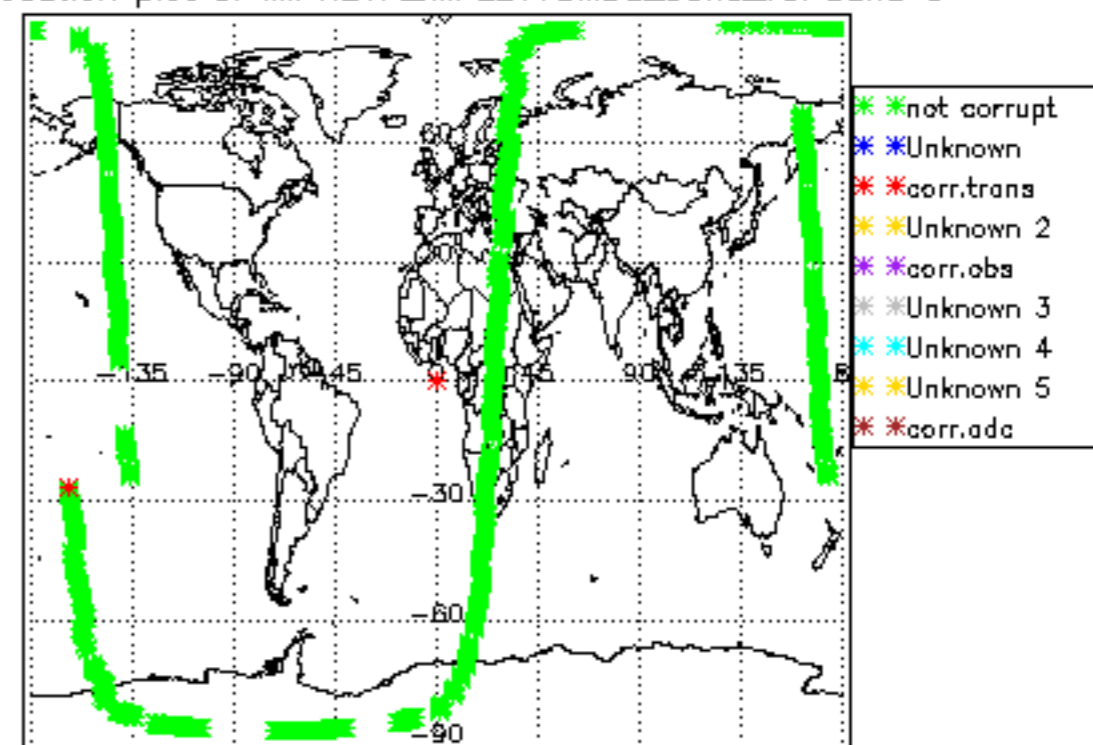 60
-135 -90 45 45 90 135
-30
-60
-90
not corrupt
Unknown
corr.trans
Unknown 2
corr.obs
Unknown 3
Unknown 4
Unknown 5
corr.adc